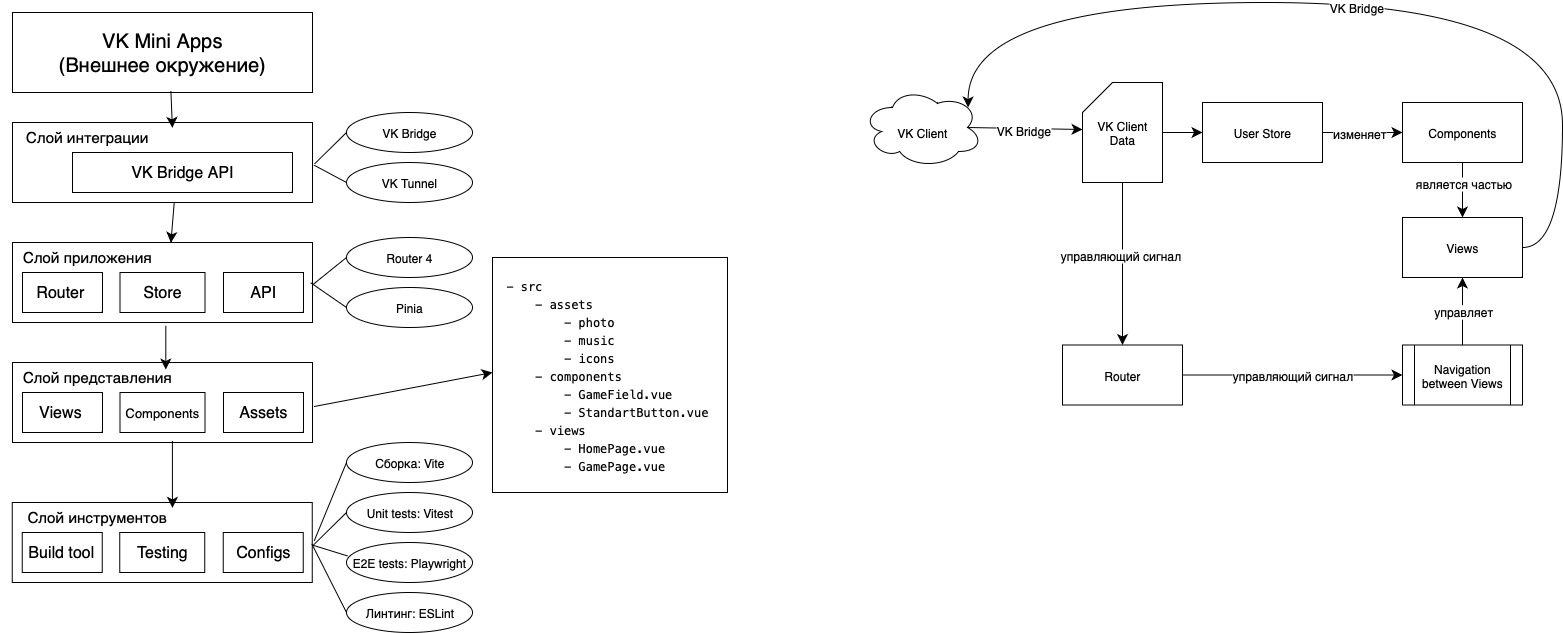 VK Mini Apps
(Внешнее окружение)
Слой интеграции
VK Bridge API
VK Bridge
VK Tunnel
Слой приложения
Router
Store
API
Router 4
Pinia
Слой представления
Views
Components
Assets
- src
- assets
- photo
- music
- icons
- components
- GameField.vue
- StandartButton.vue
- views
- HomePage.vue
- GamePage.vue
Слой инструментов
Build tool
Testing
Configs
Сборка: Vite
Unit tests: Vitest
E2E tests: Playwright
Линтинг: ESLint
VK Bridge
VK Client
VK Bridge
VK Client
Data
User Store
изменяет
Components
является частью
Views
управляющий сигнал
управляет
Router
управляющий сигнал
Navigation
between Views